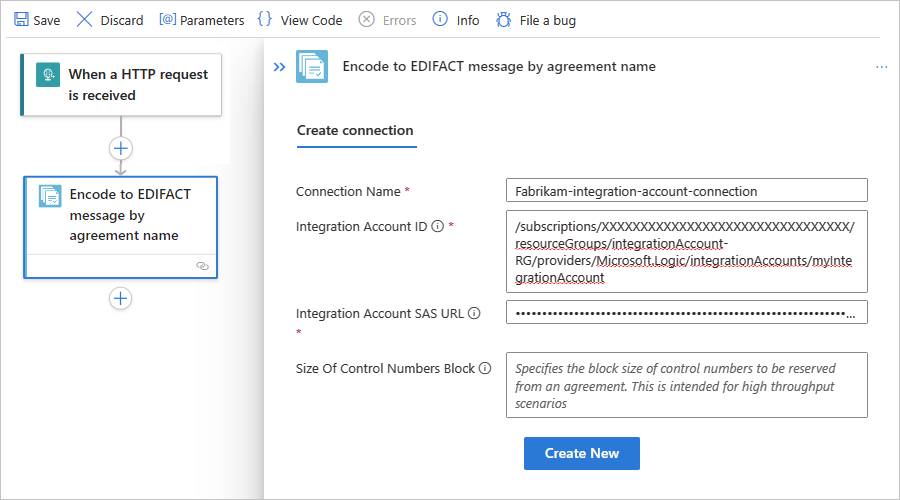 Save Discard [@] Parameters {} View Code Errors Info File a bug
When a HTTP request
is received
Encode to EDIFACT
message by
agreement name
Encode to EDIFACT message by agreement name
Create connection
Connection Name *
Fabrikam-integration-account-connection
Integration Account ID *
/subscriptions/XXXXXXXXXXXXXXXXXXXXXXXXXXXXXXXX/
resourceGroups/integrationAccount-
RG/providers/Microsoft.Logic/integrationAccounts/myInte
grationAccount
Integration Account SAS URL
*
Size Of Control Numbers Block
Specifies the block size of control numbers to be reserved
from an agreement. This is intended for high throughput
scenarios
Create New